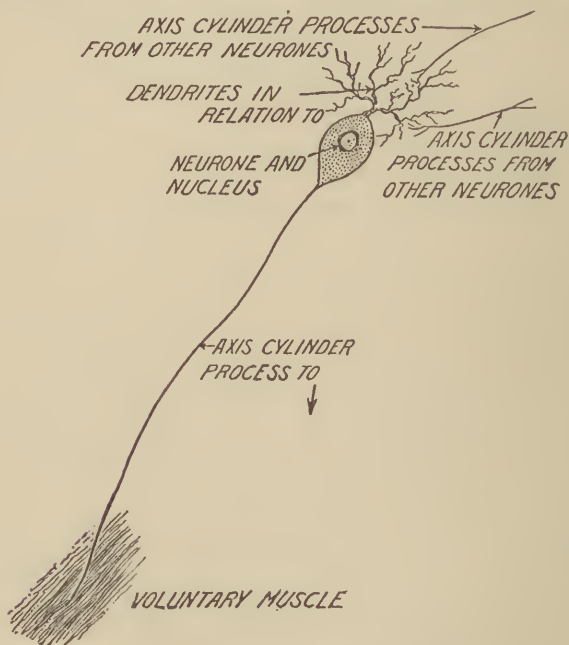 AXIS CYLINDER PROCESSES
FROM OTHER NEURONES
DENDRITES IN
RELATION TO
AXIS CYLINDER
PROCESSES FROM
OTHER NEURONES
NEURONE AND
NUCLEUS
AXIS CYLINDER
PROCESS TO
VOLUNTARY MUSCLE